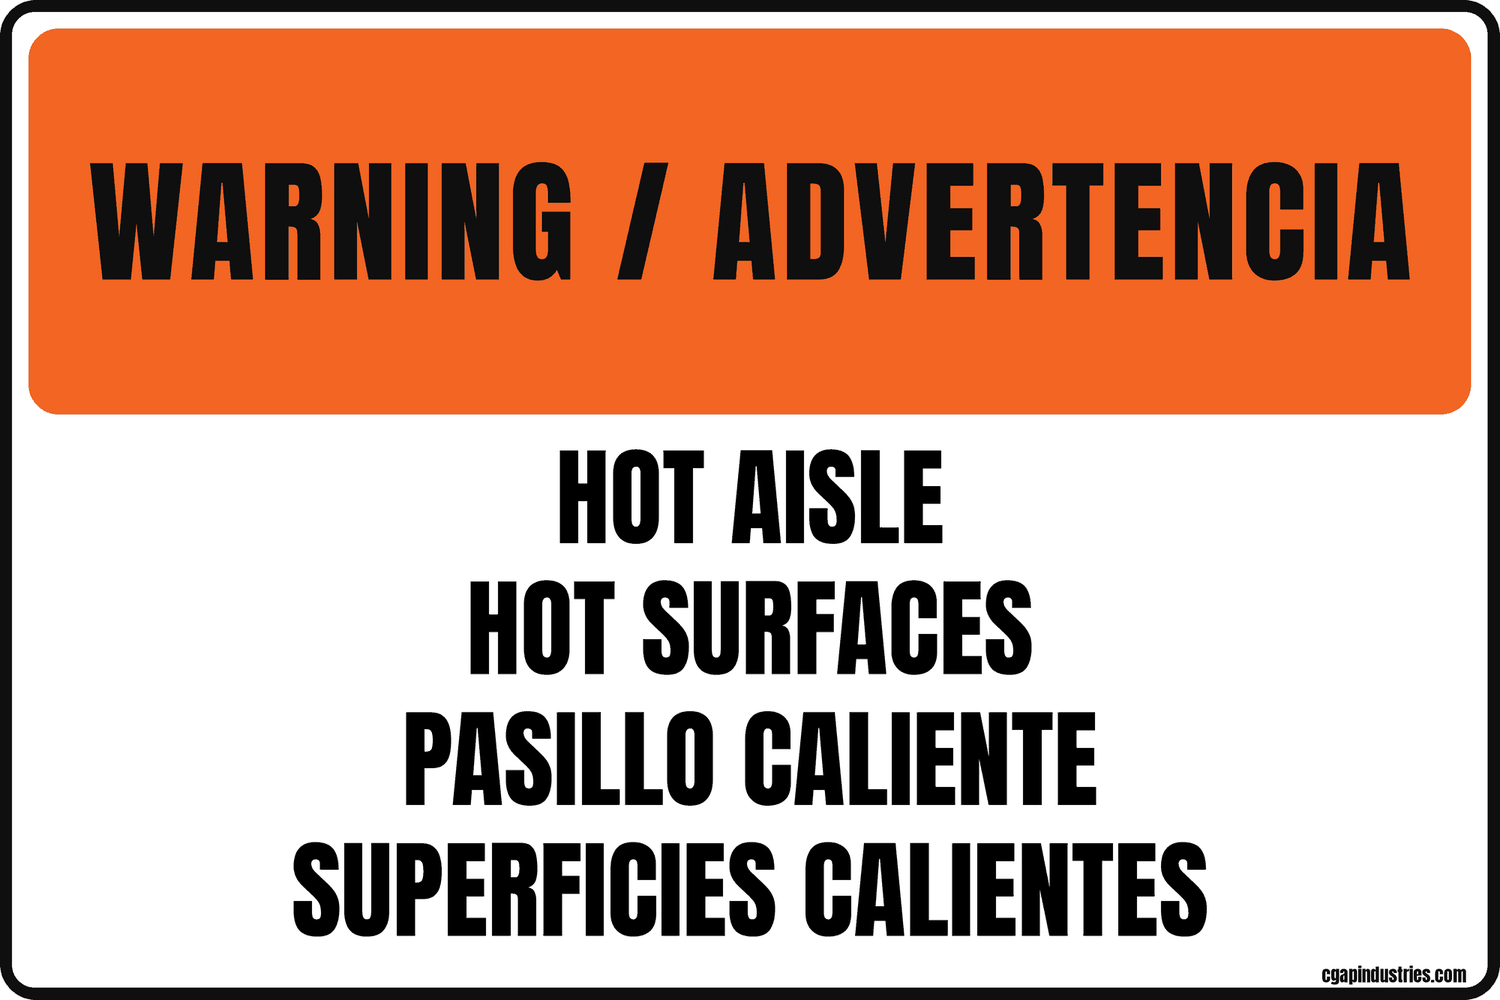 WARNING / ADVERTENCIA
HOT AISLE
HOT SURFACES
PASILLO CALIENTE
SUPERFICIES CALIENTES
cgapindustries.com